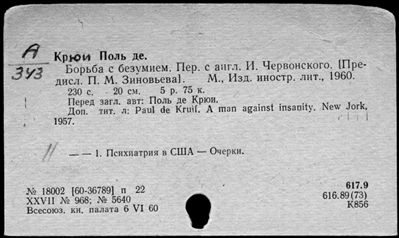 А
343
Крюи Поль де.
Борьба с безумием. Пер. с англ. И. Червонского. [Пре-
дисл. П. М. Зиновьева]. М., Изд. иностр. лит., 1960.
230 с. 20 см. 5 р. 75 к.
Перед загл. авт: Поль де Крюи.
Доп. тит. л: Paul de Kruif. A man against insanity. New Jork,
1957.
— — 1. Психиатрия в США — Очерки.
№ 18002 [60-36789] п 22
XXVII № 968; № 5640
Всесоюз. кн. палата 6 VI 60
617.9
616.89(73)
К856